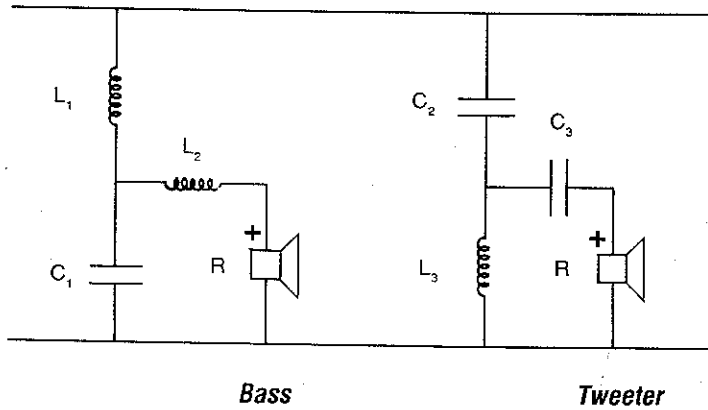 L₁
L₂
C₁
+
R
C₂
C₃
L₃
+
R
Bass
Tweeter